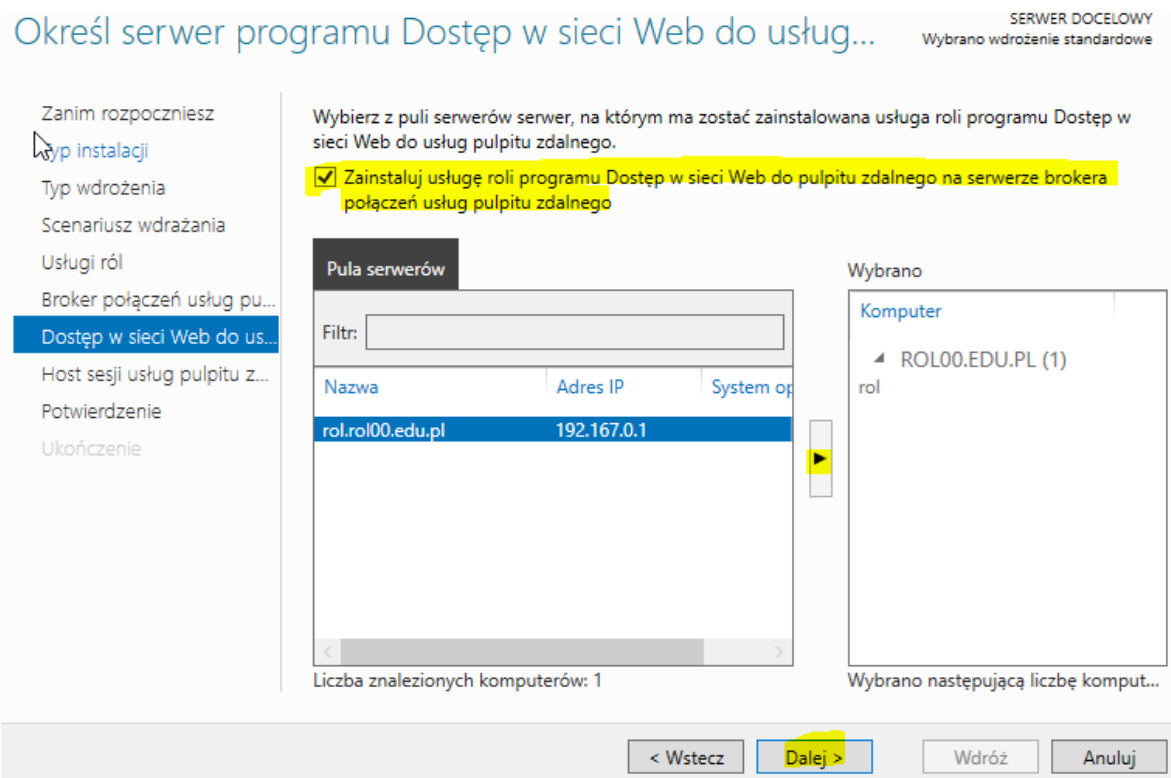 Określ serwer programu Dostęp w sieci Web do usług...
SERWER DOCELOWY
Wybrano wdrożenie standardowe
Zanim rozpoczniesz
Typ instalacji
Typ wdrożenia
Scenariusz wdrażania
Usługi ról
Broker połączeń usług pu...
Dostęp w sieci Web do us...
Host sesji usług pulpitu z...
Potwierdzenie
Ukończenie
Wybierz z puli serwerów serwer, na którym ma zostać zainstalowana usługa roli programu Dostęp w
sieci Web do usług pulpitu zdalnego.
Zainstaluj usługę roli programu Dostęp w sieci Web do pulpitu zdalnego na serwerze brokera
połączeń usług pulpitu zdalnego
Pula serwerów
Filtr:
Nazwa Adres IP System op
rol.rol00.edu.pl 192.167.0.1
Liczba znalezionych komputerów: 1
Wybrano
Komputer
ROL00.EDU.PL (1)
rol
Wybrano następującą liczbę komput...
< Wstecz
Dalej >
Wdróż
Anuluj